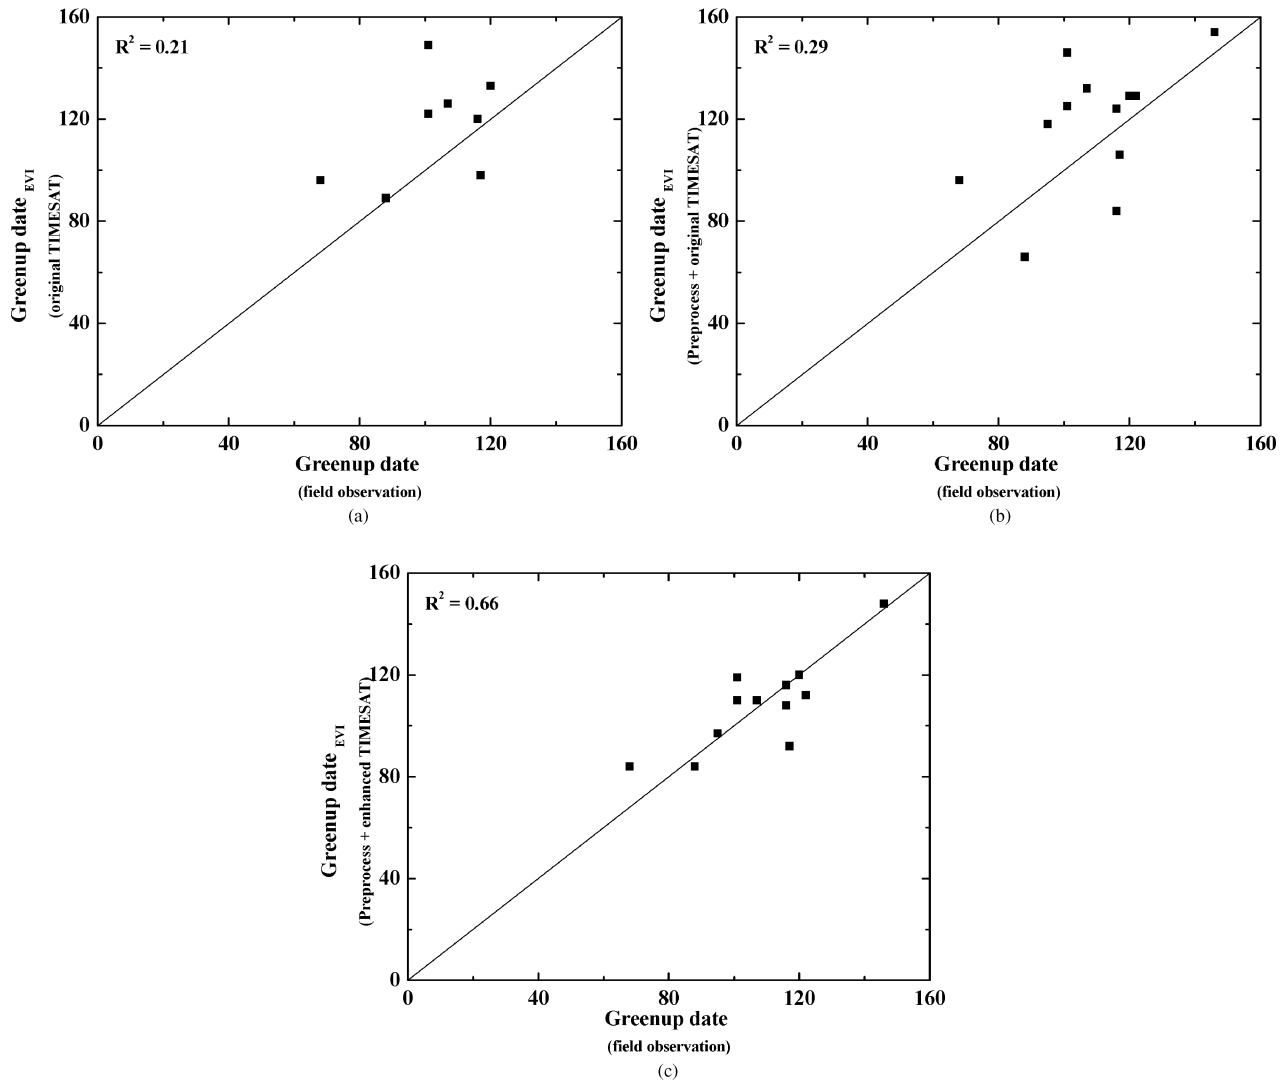 R² = 0.21
160
120
80
40
0
0 40 80 120 160
Greenup date EVI
(original TIMESAT)
Greenup date
(field observation)
(a)
R² = 0.29
160
120
80
40
0
0 40 80 120 160
Greenup date EVI
(Preprocess + original TIMESAT)
Greenup date
(field observation)
(b)
R² = 0.66
160
120
80
40
0
0 40 80 120 160
Greenup date EVI
(Preprocess + enhanced TIMESAT)
Greenup date
(field observation)
(c)